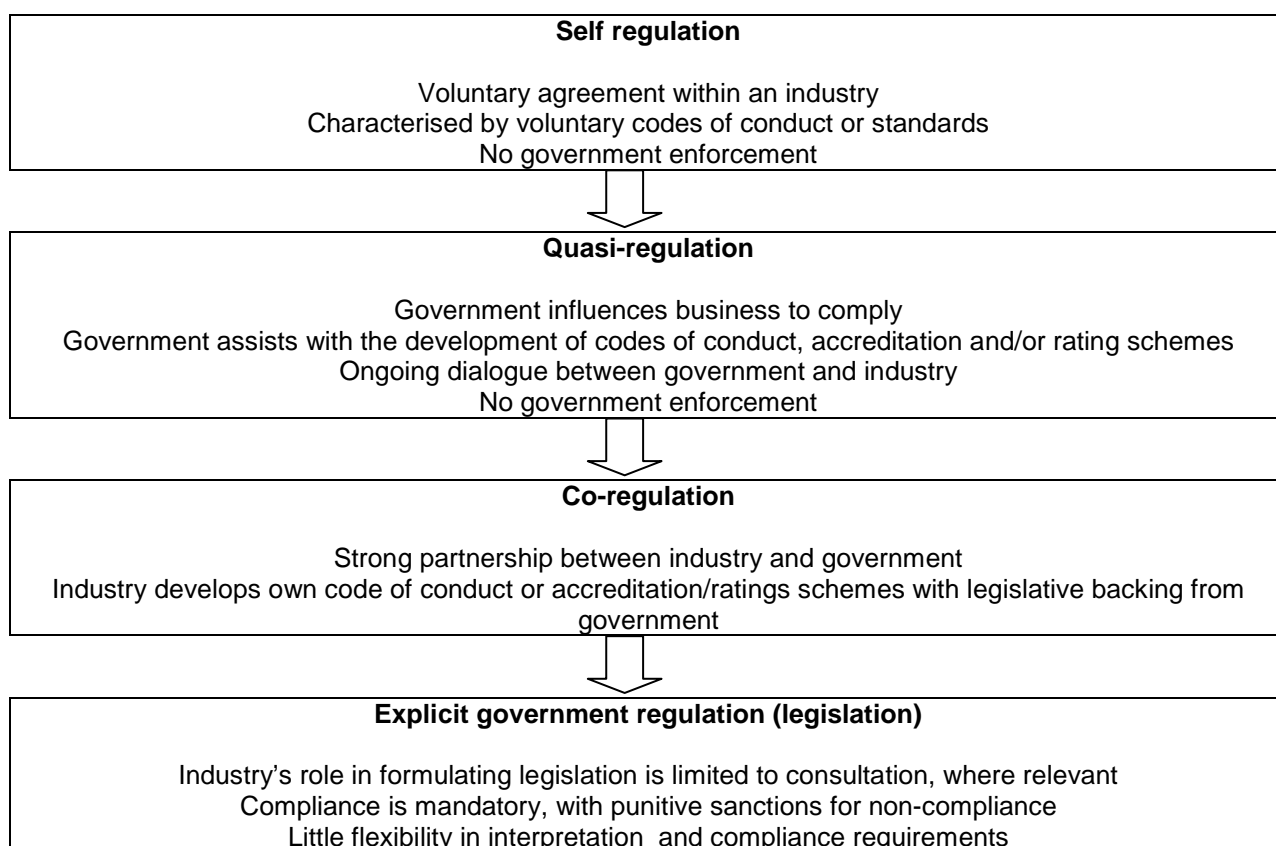 Self regulation
Voluntary agreement within an industry
Characterised by voluntary codes of conduct or standards
No government enforcement
Quasi-regulation
Government influences business to comply
Government assists with the development of codes of conduct, accreditation and/or rating schemes
Ongoing dialogue between government and industry
No government enforcement
Co-regulation
Strong partnership between industry and government
Industry develops own code of conduct or accreditation/ratings schemes with legislative backing from
government
Explicit government regulation (legislation)
Industry’s role in formulating legislation is limited to consultation, where relevant
Compliance is mandatory, with punitive sanctions for non-compliance
Little flexibility in interpretation and compliance requirements